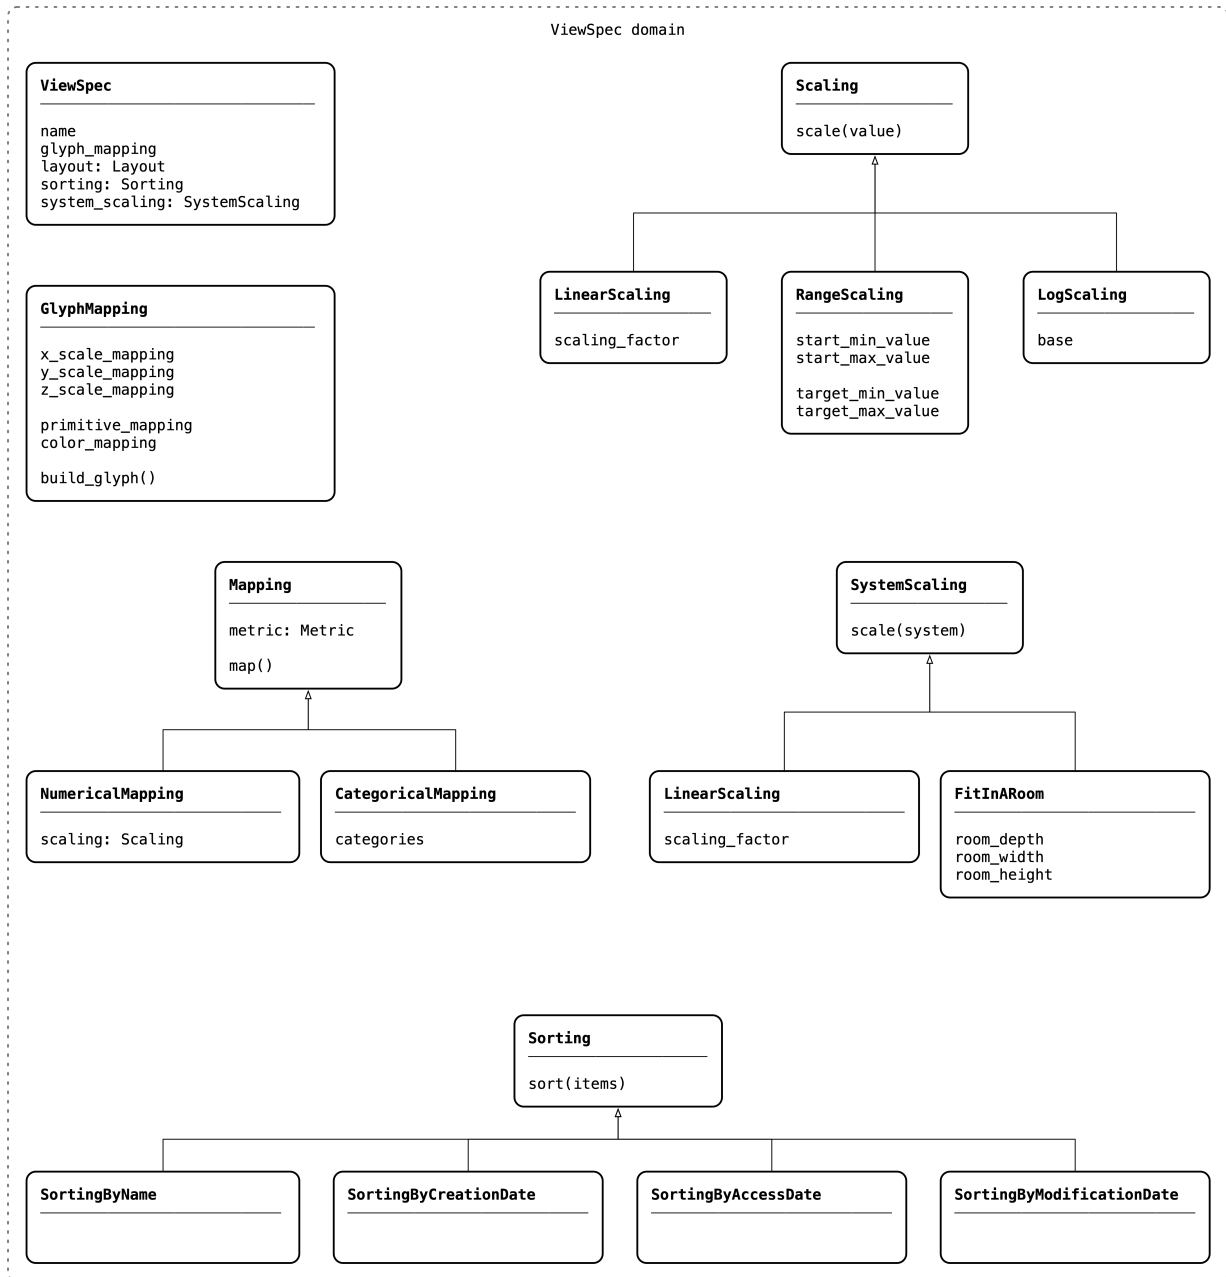 ViewSpec domain
ViewSpec
name
glyph_mapping
layout: Layout
sorting: Sorting
system_scaling: SystemScaling
Scaling
scale(value)
LinearScaling
scaling_factor
RangeScaling
start_min_value
start_max_value
target_min_value
target_max_value
LogScaling
base
GlyphMapping
x_scale_mapping
y_scale_mapping
z_scale_mapping
primitive_mapping
color_mapping
build_glyph()
Mapping
metric: Metric
map()
NumericalMapping
scaling: Scaling
CategoricalMapping
categories
SystemScaling
scale(system)
LinearScaling
scaling_factor
FitInARoom
room_depth
room_width
room_height
Sorting
sort(items)
SortingByName
SortingByCreationDate
SortingByAccessDate
SortingByModificationDate